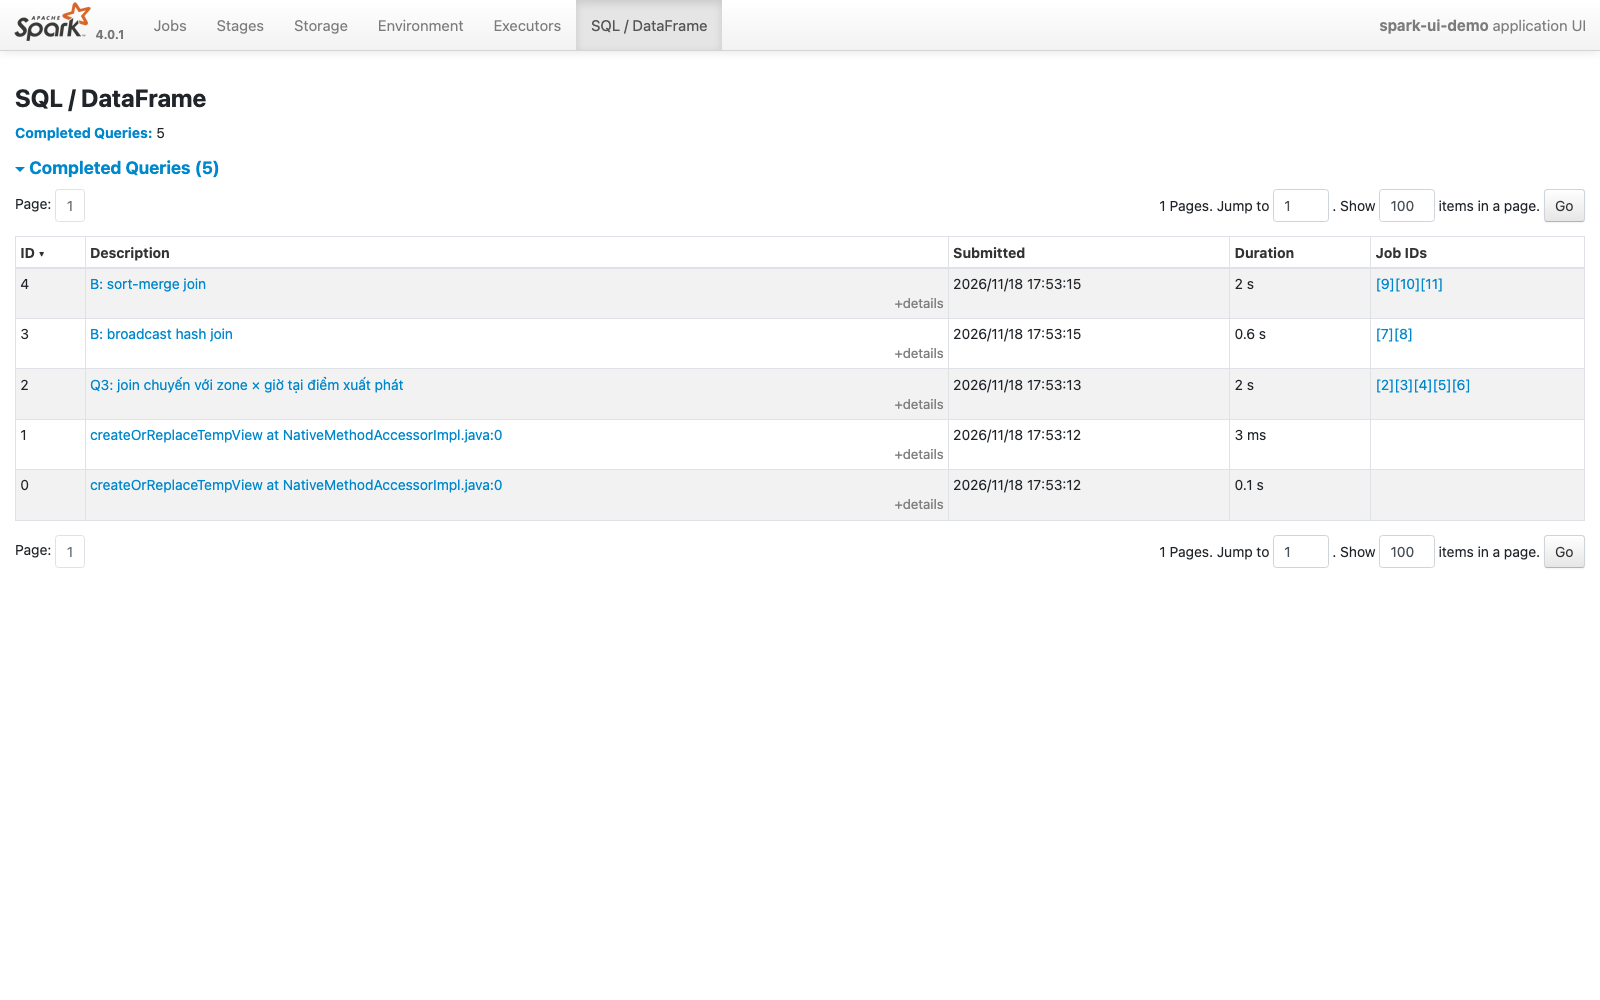 APACHE Spark 4.0.1 Jobs Stages Storage Environment Executors SQL / DataFrame spark-ui-demo application UI
SQL / DataFrame
Completed Queries: 5
Completed Queries (5)
Page: 1 1 Pages. Jump to 1 . Show 100 items in a page. Go
ID ▾ Description Submitted Duration Job IDs
4 B: sort-merge join 2026/11/18 17:53:15 2 s [9][10][11]
+details
3 B: broadcast hash join 2026/11/18 17:53:15 0.6 s [7][8]
+details
2 Q3: join chuyến với zone × giờ tại điểm xuất phát 2026/11/18 17:53:13 2 s [2][3][4][5][6]
+details
1 createOrReplaceTempView at NativeMethodAccessorImpl.java:0 2026/11/18 17:53:12 3 ms
+details
0 createOrReplaceTempView at NativeMethodAccessorImpl.java:0 2026/11/18 17:53:12 0.1 s
+details
Page: 1 1 Pages. Jump to 1 . Show 100 items in a page. Go